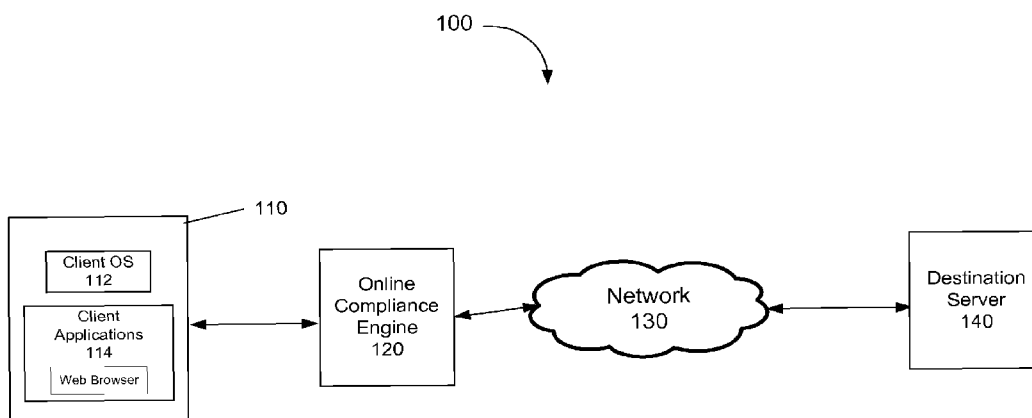 100
110
Client OS
112
Client
Applications
114
Web Browser
Online
Compliance
Engine
120
Network
130
Destination
Server
140